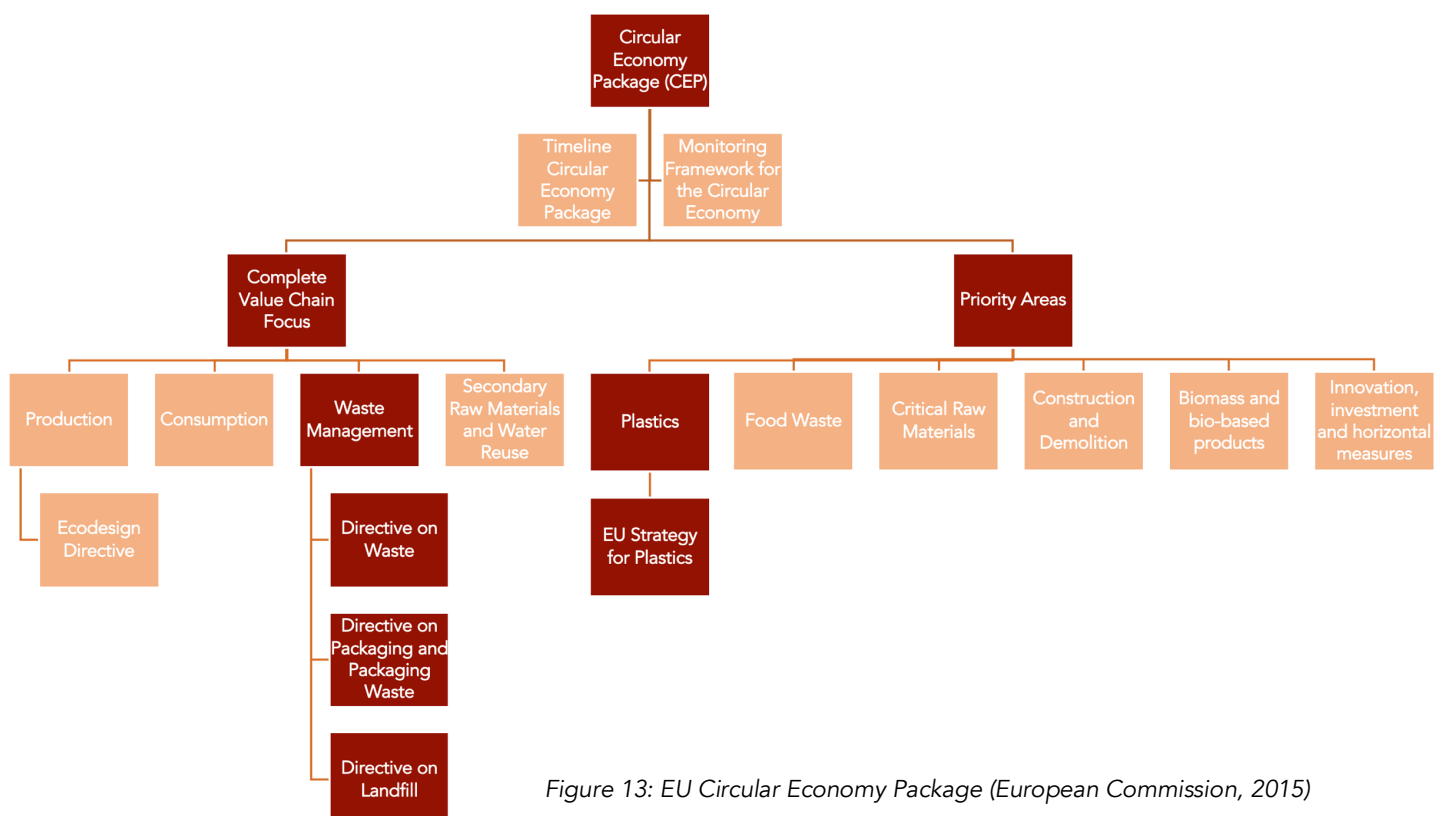 Circular
Economy
Package (CEP)
Timeline
Circular
Economy
Package
Monitoring
Framework for
the Circular
Economy
Complete
Value Chain
Focus
Priority Areas
Production
Consumption
Waste
Management
Secondary
Raw Materials
and Water
Reuse
Plastics
Food Waste
Critical Raw
Materials
Construction
and
Demolition
Biomass and
bio-based
products
Innovation,
investment
and horizontal
measures
Ecodesign
Directive
Directive on
Waste
EU Strategy
for Plastics
Directive on
Packaging and
Packaging
Waste
Directive on
Landfill
Figure 13: EU Circular Economy Package (European Commission, 2015)